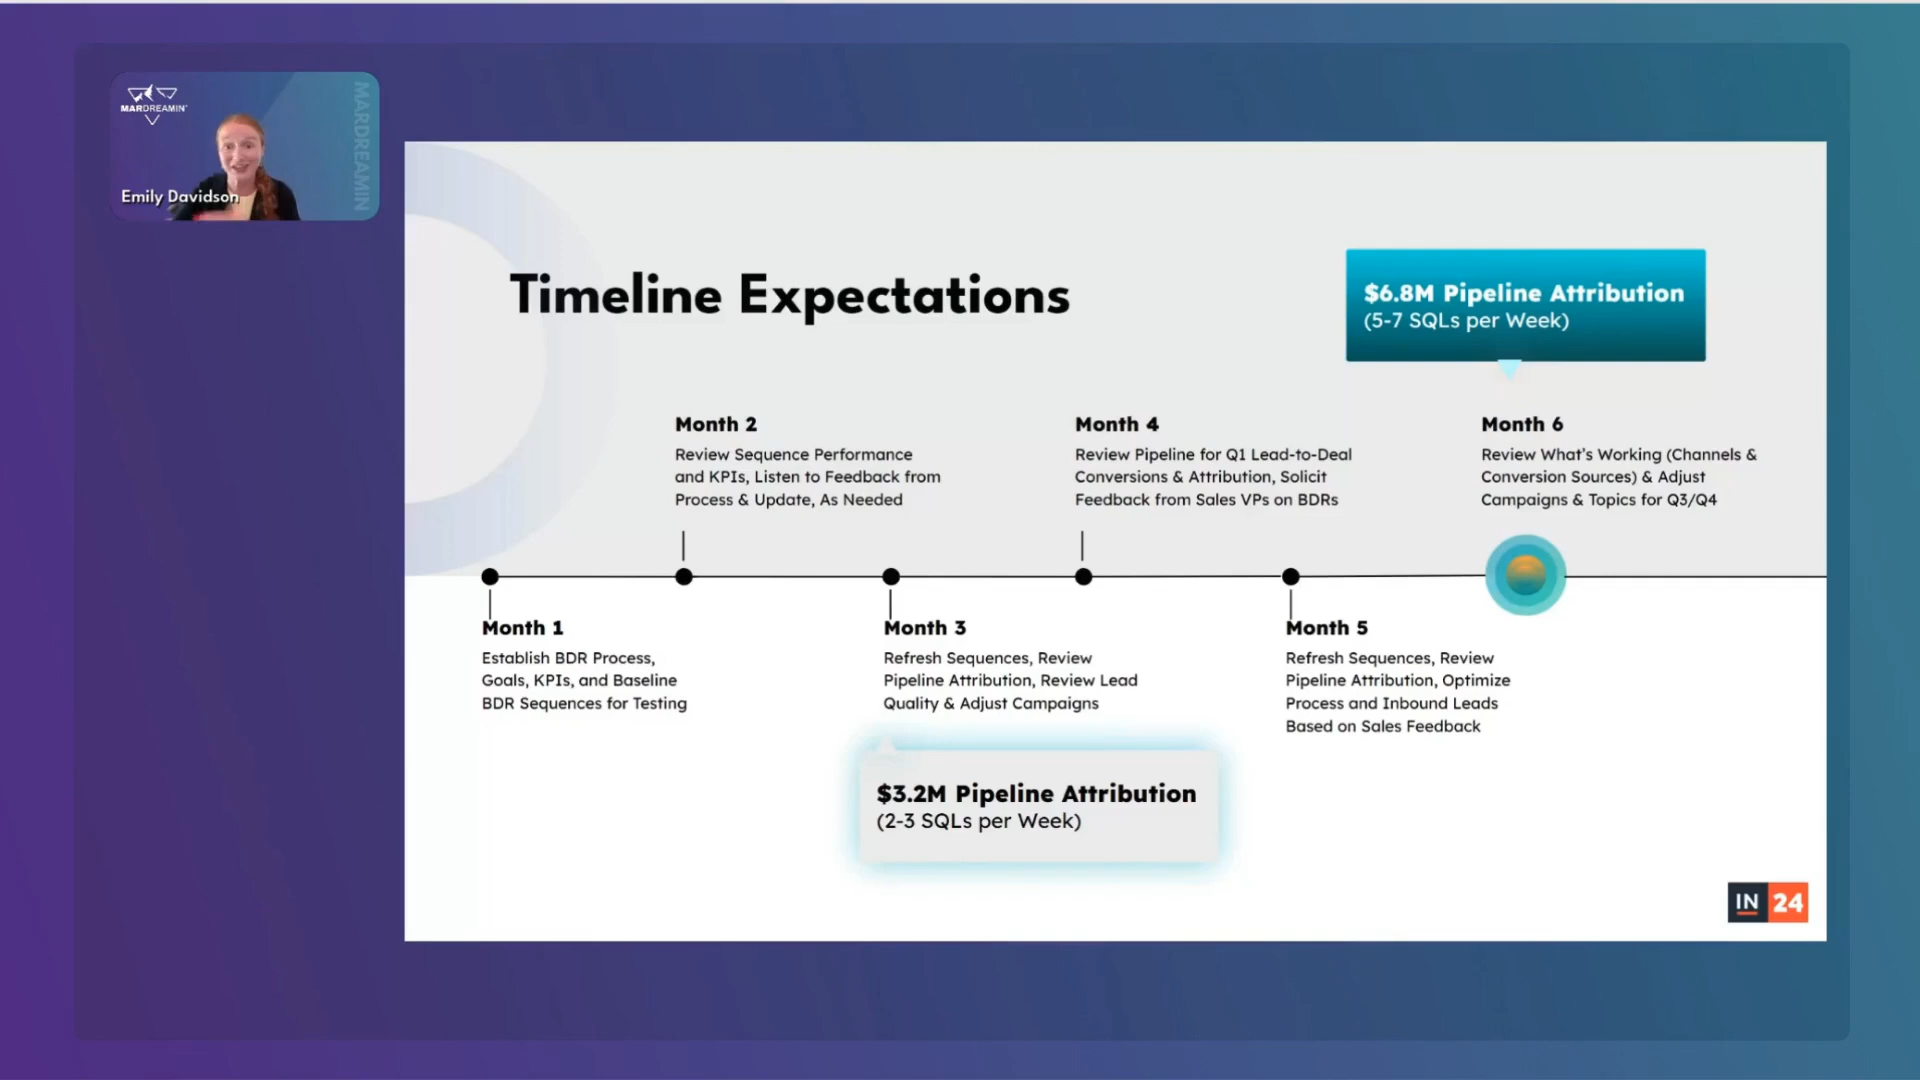 MARDREAMIN'
MARDREAMIN
Emily Davidson
Timeline Expectations
$6.8M Pipeline Attribution
(5-7 SQLs per Week)
Month 2
Review Sequence Performance
and KPIs, Listen to Feedback from
Process & Update, As Needed
Month 4
Review Pipeline for Q1 Lead-to-Deal
Conversions & Attribution, Solicit
Feedback from Sales VPs on BDRs
Month 6
Review What's Working (Channels &
Conversion Sources) & Adjust
Campaigns & Topics for Q3/Q4
Month 1
Establish BDR Process,
Goals, KPIs, and Baseline
BDR Sequences for Testing
Month 3
Refresh Sequences, Review
Pipeline Attribution, Review Lead
Quality & Adjust Campaigns
Month 5
Refresh Sequences, Review
Pipeline Attribution, Optimize
Process and Inbound Leads
Based on Sales Feedback
$3.2M Pipeline Attribution
(2-3 SQLs per Week)
IN 24